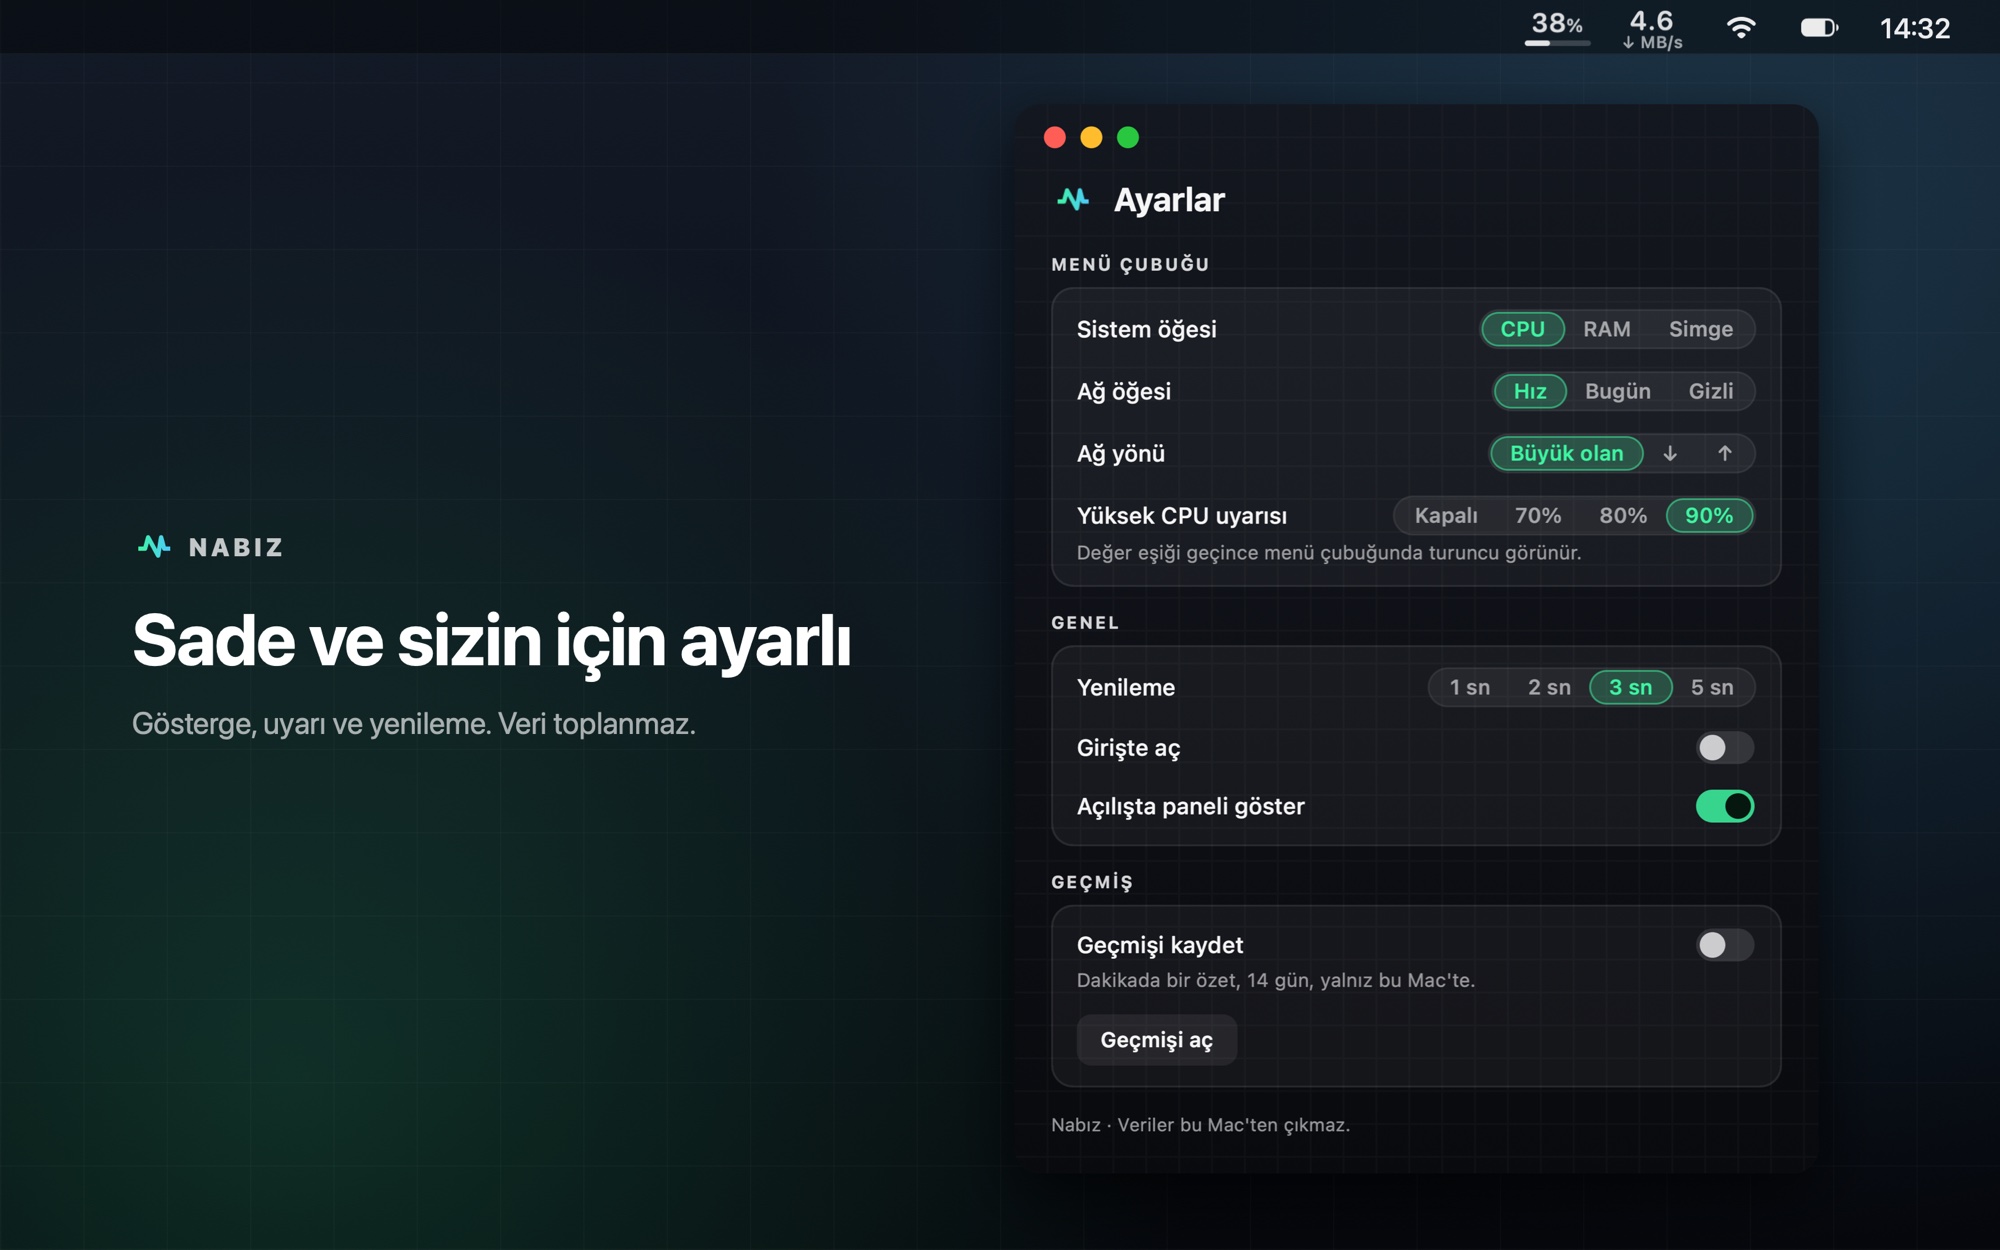 38%
4.6
↓ MB/s
14:32
NABIZ
Sade ve sizin için ayarlı
Gösterge, uyarı ve yenileme. Veri toplanmaz.
Ayarlar
MENÜ ÇUBUĞU
Sistem öğesi CPU RAM Simge
Ağ öğesi Hız Bugün Gizli
Ağ yönü Büyük olan ↓ ↑
Yüksek CPU uyarısı Kapalı 70% 80% 90%
Değer eşiği geçince menü çubuğunda turuncu görünür.
GENEL
Yenileme 1 sn 2 sn 3 sn 5 sn
Girişte aç
Açılışta paneli göster
GEÇMİŞ
Geçmişi kaydet
Dakikada bir özet, 14 gün, yalnız bu Mac'te.
Geçmişi aç
Nabız · Veriler bu Mac'ten çıkmaz.